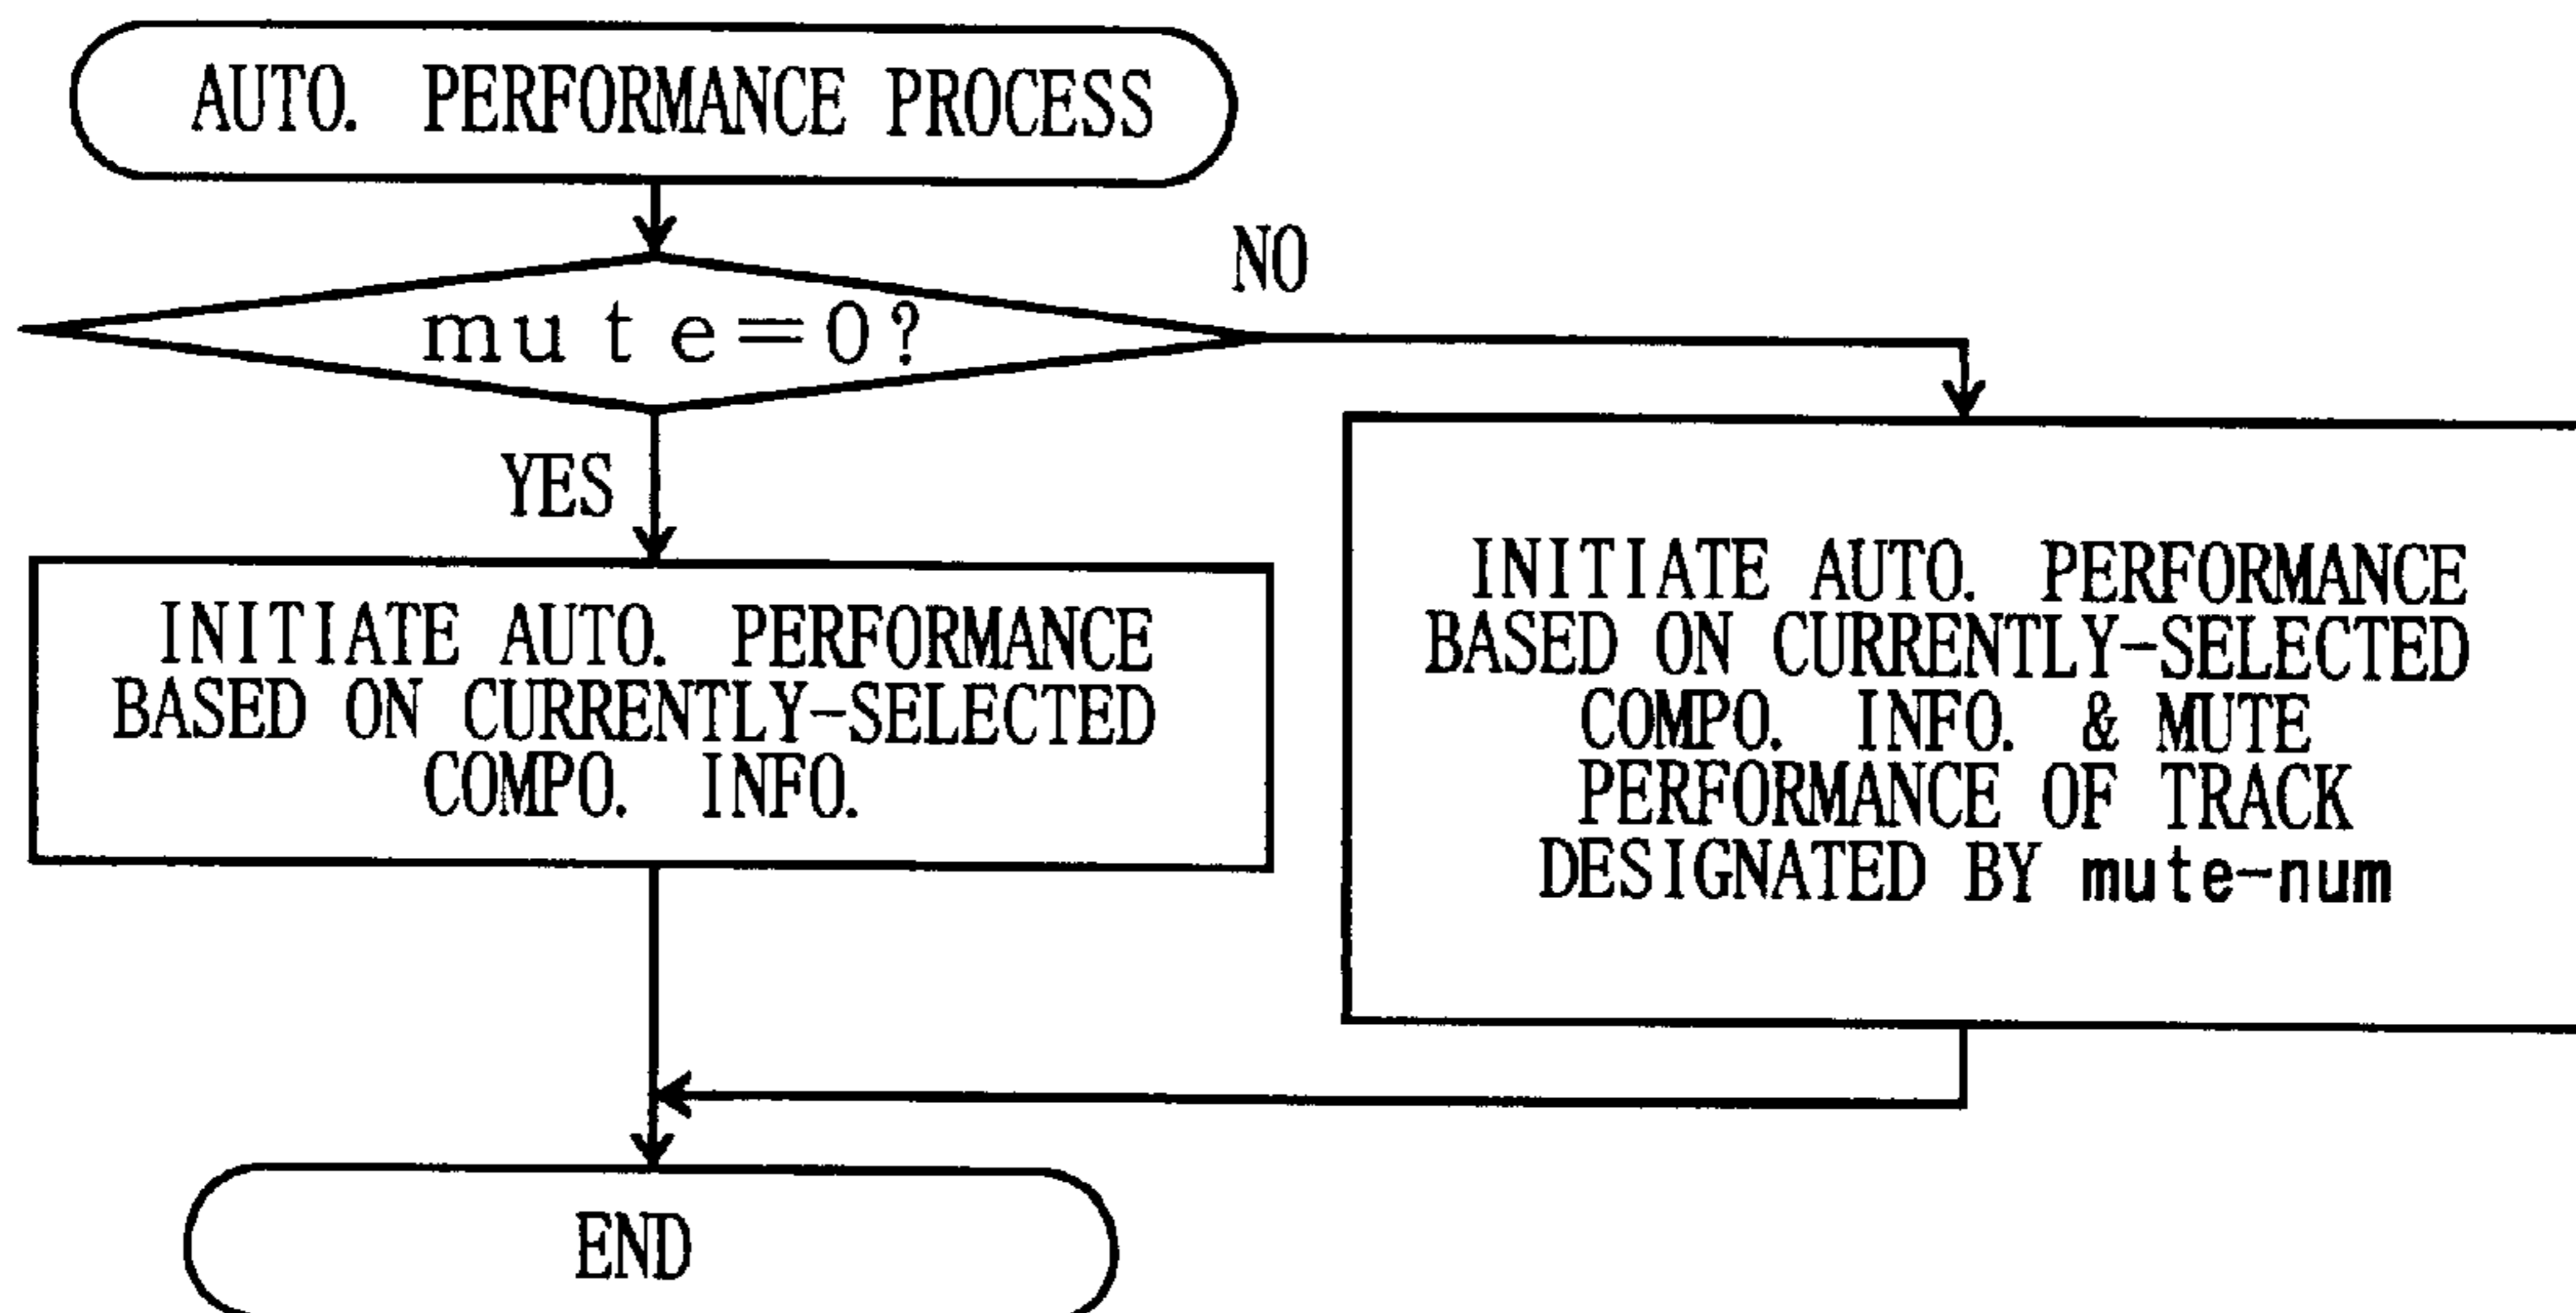 AUTO. PERFORMANCE PROCESS
NO
mute=0?
YES
INITIATE AUTO. PERFORMANCE
BASED ON CURRENTLY-SELECTED
COMPO. INFO.
INITIATE AUTO. PERFORMANCE
BASED ON CURRENTLY-SELECTED
COMPO. INFO. & MUTE
PERFORMANCE OF TRACK
DESIGNATED BY mute-num
END